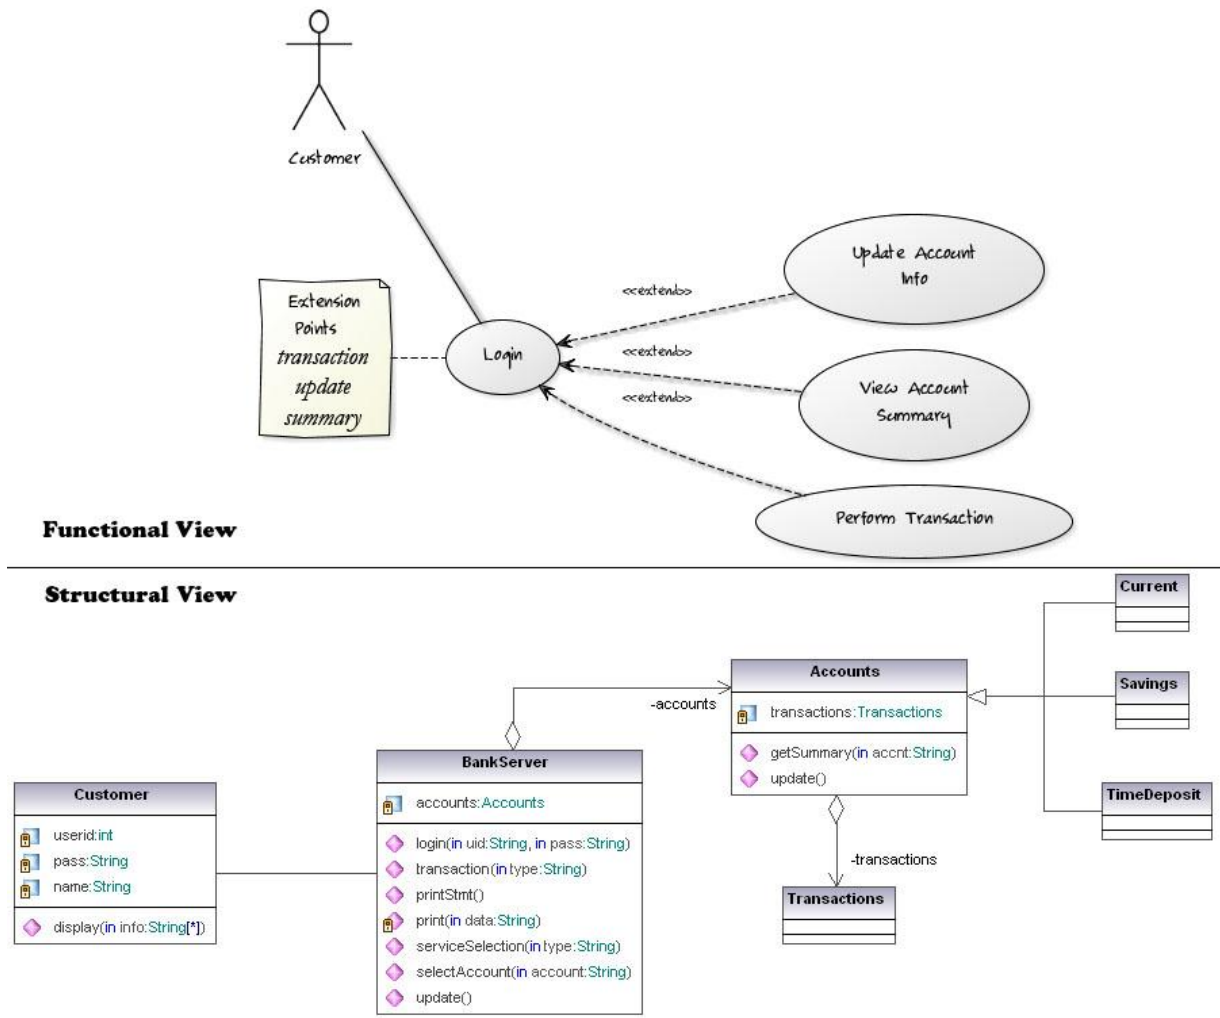 Customer
Update Account
Info
<<extend>>
Extension
Points
transaction
update
summary
Login
<<extend>>
View Account
Summary
<<extend>>
Perform Transaction
Functional View
Structural View
Current
Accounts
Savings
-accounts
transactions:Transactions
getSummary(in accnt:String)
update()
TimeDeposit
BankServer
accounts:Accounts
login(in uid:String, in pass:String)
transaction(in type:String)
printStmt()
print(in data:String)
serviceSelection(in type:String)
selectAccount(in account:String)
update()
Customer
userid:int
pass:String
name:String
display(in info:String[*])
-transactions
Transactions